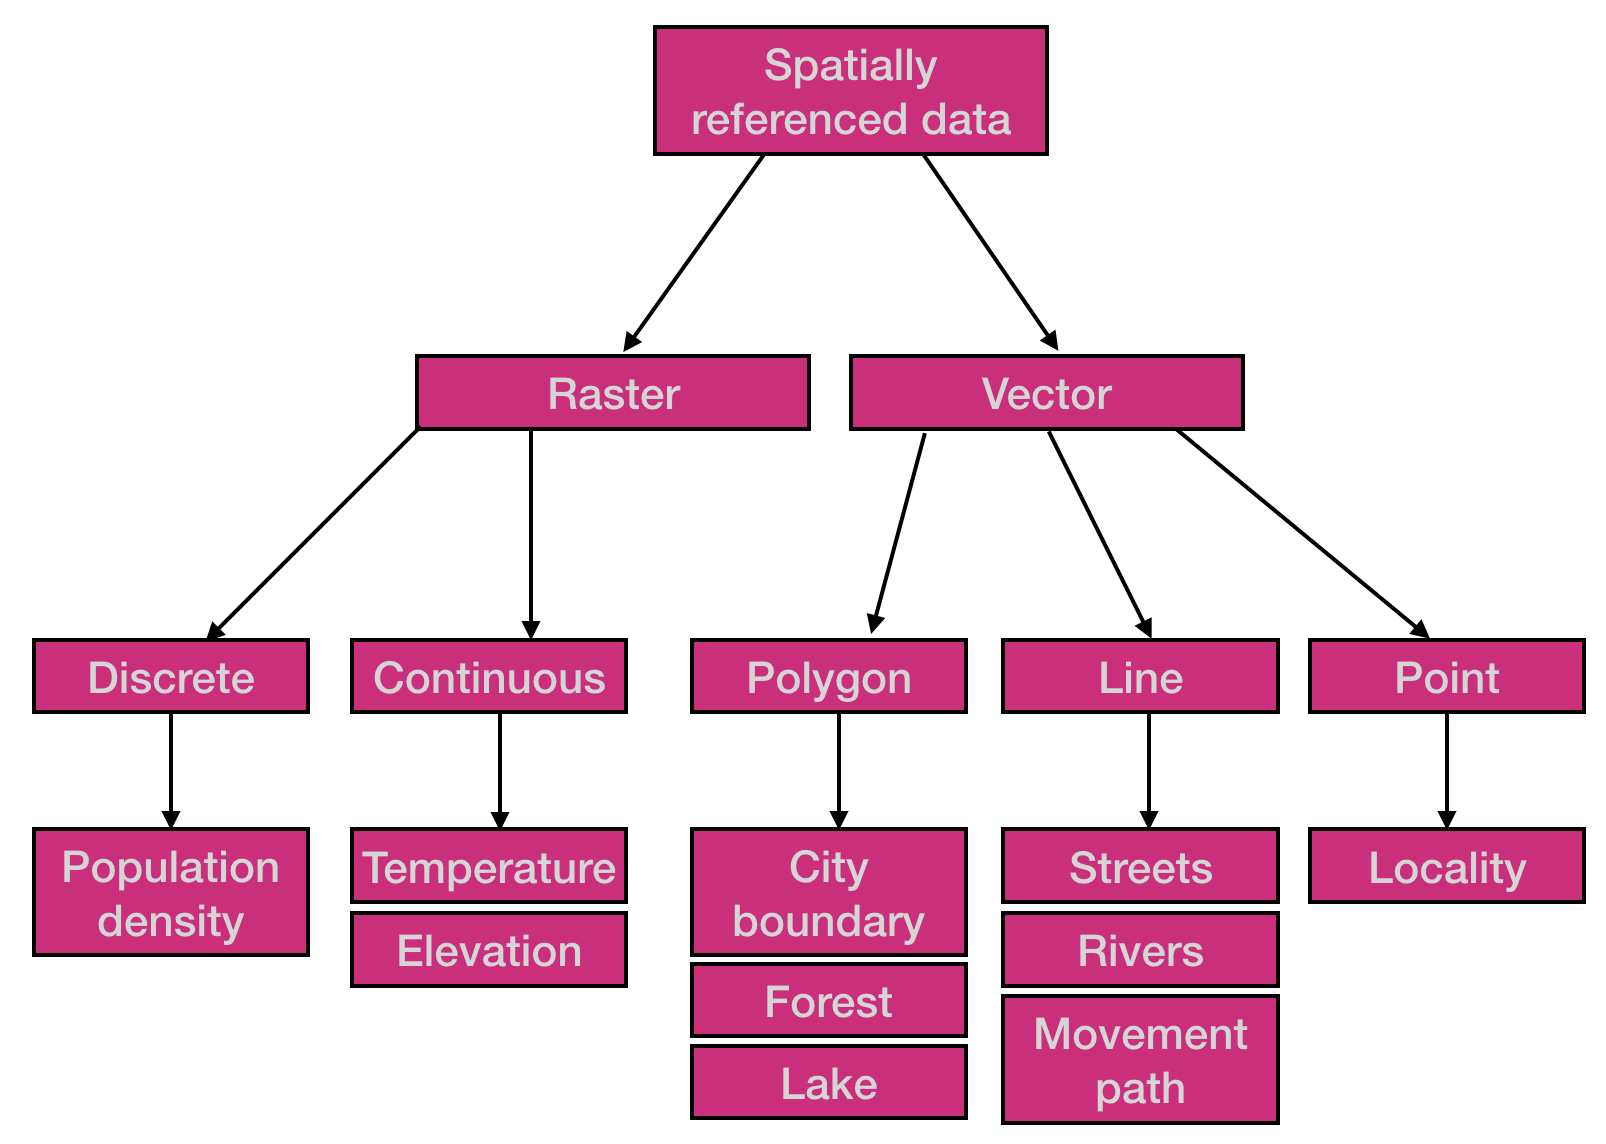 Spatially
referenced data
Raster
Vector
Discrete
Continuous
Polygon
Line
Point
Population
density
Temperature
Elevation
City
boundary
Forest
Lake
Streets
Rivers
Movement
path
Locality